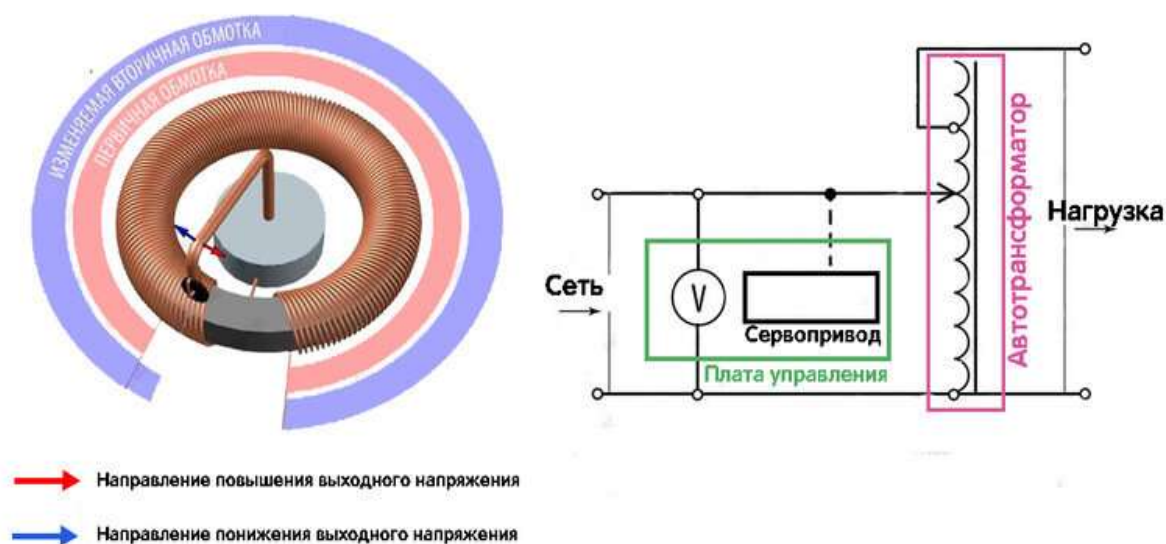 ИЗМЕНЯЕМАЯ ВТОРИЧНАЯ ОБМОТКА
ПЕРВИЧНАЯ ОБМОТКА
Направление повышения выходного напряжения
Направление понижения выходного напряжения
Сеть
V
Сервопривод
Плата управления
Автотрансформатор
Нагрузка